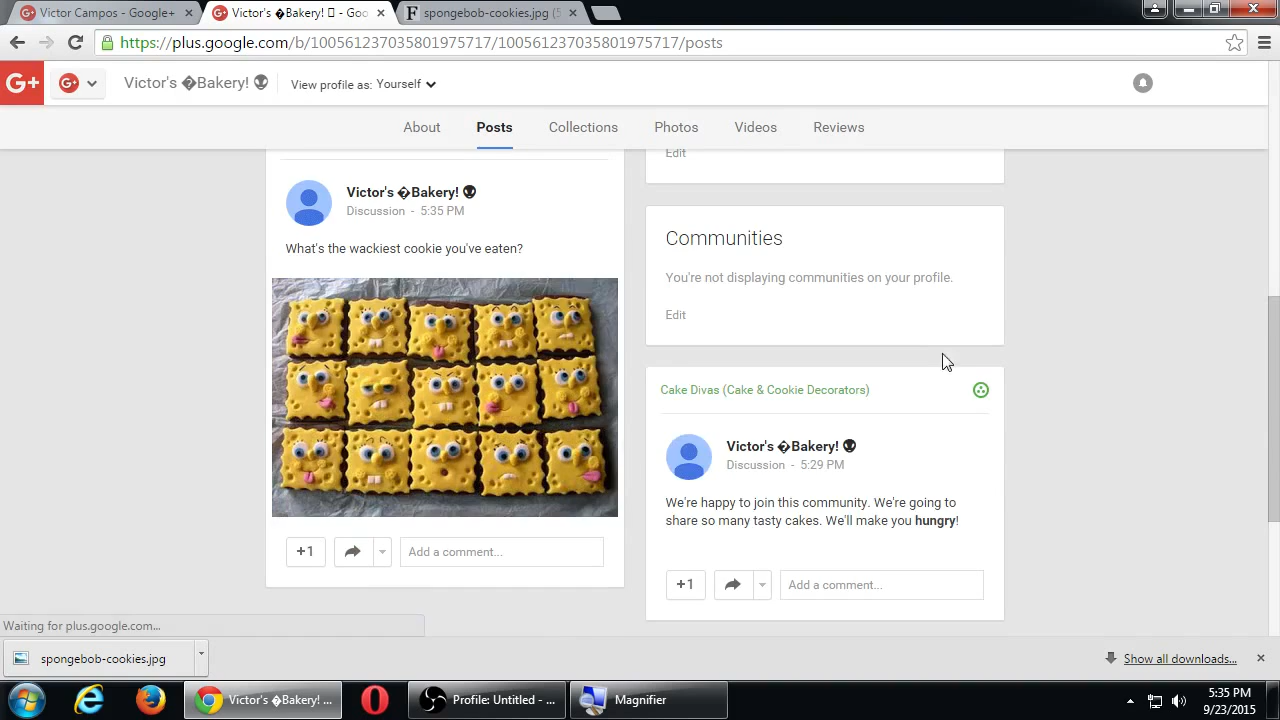 Victor Campos - Google+
Victor's �Bakery! - Goo
spongebob-cookies.jpg (5
https://plus.google.com/b/100561237035801975717/100561237035801975717/posts
G+
Victor's �Bakery! 👽
View profile as: Yourself
About
Posts
Collections
Photos
Videos
Reviews
Edit
Victor's �Bakery! 👽
Discussion - 5:35 PM
What's the wackiest cookie you've eaten?
+1
Add a comment...
Communities
You're not displaying communities on your profile.
Edit
Cake Divas (Cake & Cookie Decorators)
Victor's �Bakery! 👽
Discussion - 5:29 PM
We're happy to join this community. We're going to
share so many tasty cakes. We'll make you hungry!
+1
Add a comment...
Waiting for plus.google.com...
spongebob-cookies.jpg
Show all downloads...
Victor's �Bakery! ...
Profile: Untitled - ...
Magnifier
5:35 PM
9/23/2015